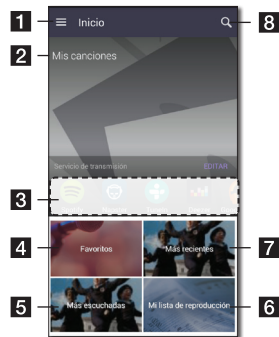 1 Inicio 8
2 Mis canciones
Servicio de transmisión EDITAR
3
4 Favoritos Más recientes 7
5 Más escuchadas Mi lista de reproducción 6